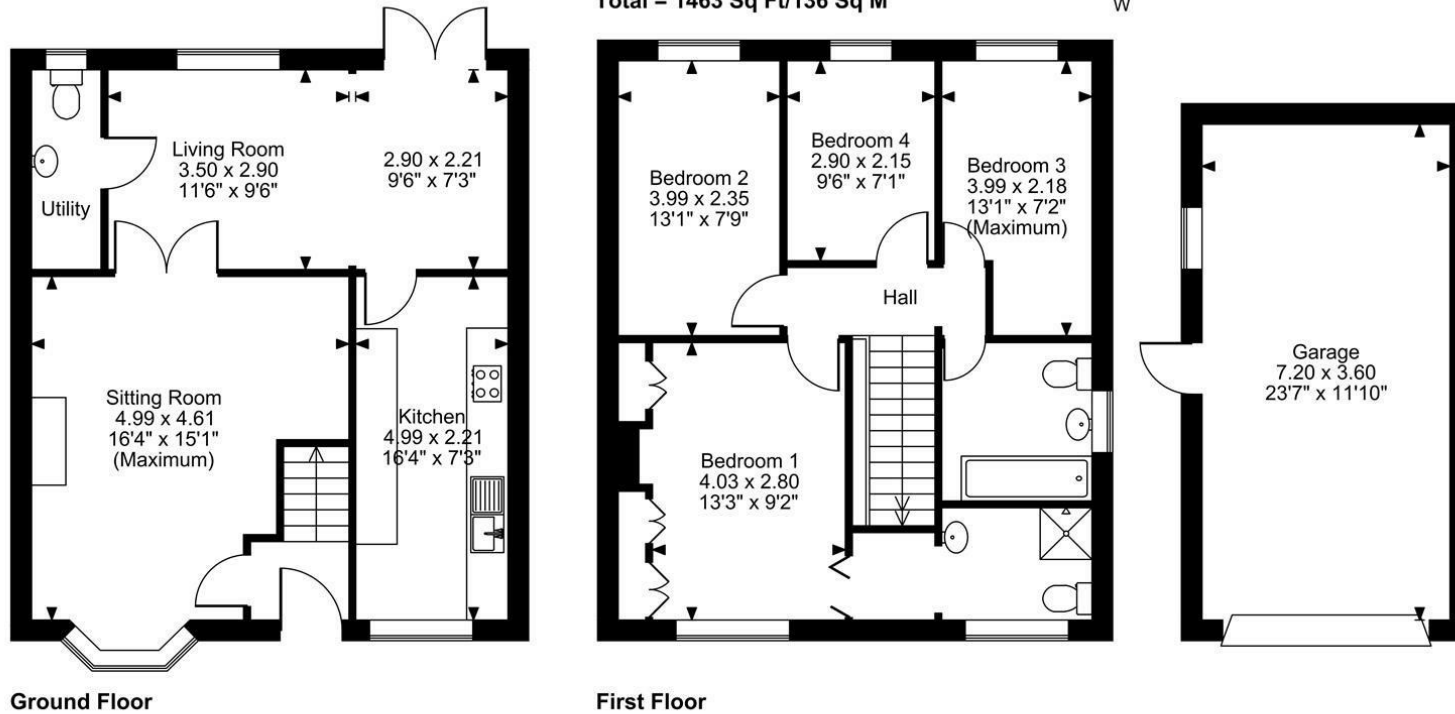 Total = 1463 Sq Ft/136 Sq M
W
Living Room
3.50 x 2.90
11'6" x 9'6"
2.90 x 2.21
9'6" x 7'3"
Utility
Sitting Room
4.99 x 4.61
16'4" x 15'1"
(Maximum)
Kitchen
4.99 x 2.21
16'4" x 7'3"
Bedroom 2
3.99 x 2.35
13'1" x 7'9"
Bedroom 4
2.90 x 2.15
9'6" x 7'1"
Bedroom 3
3.99 x 2.18
13'1" x 7'2"
(Maximum)
Hall
Bedroom 1
4.03 x 2.80
13'3" x 9'2"
Garage
7.20 x 3.60
23'7" x 11'10"
Ground Floor
First Floor